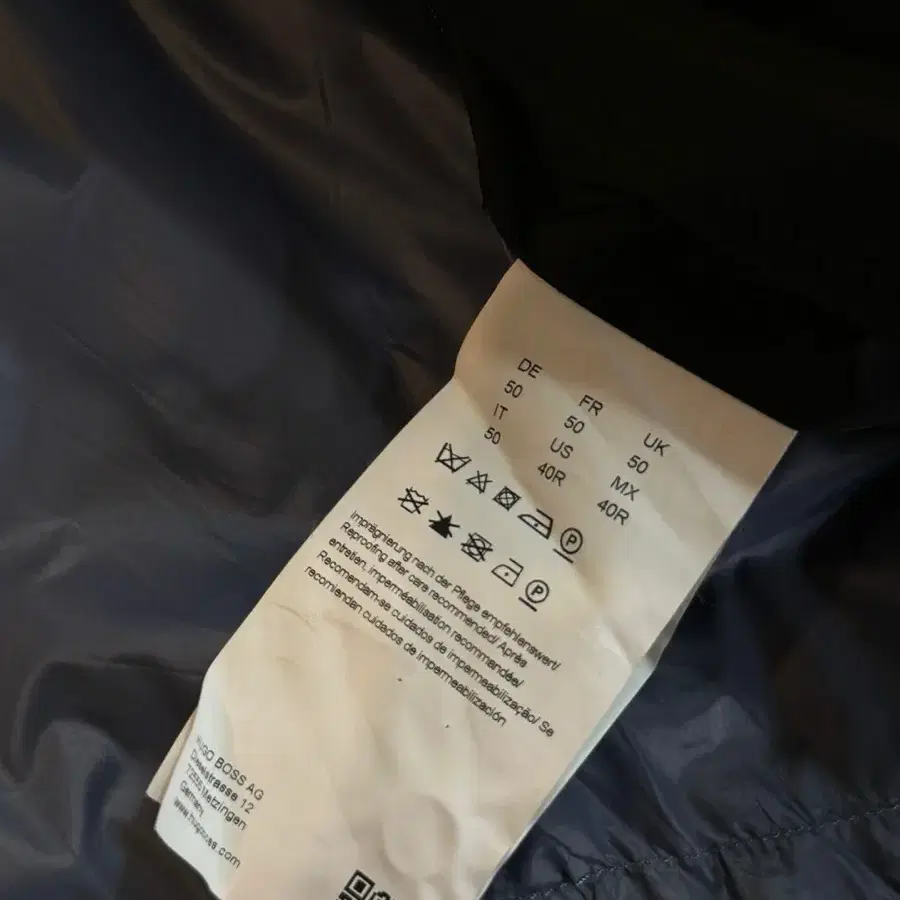 DE FR UK
50 50 50
IT US MX
50 40R 40R
P
P
Imprägnierung nach der Pflege empfehlenswert/
Reproofing after care recommended/ Après
entretien, imperméabilisation recommandée/
Recomendam-se cuidados de impermeabilização/ Se
recomiendan cuidados de impermeabilización
HUGO BOSS AG
Dieselstrasse 12
72555 Metzingen
Germany
www.hugoboss.com